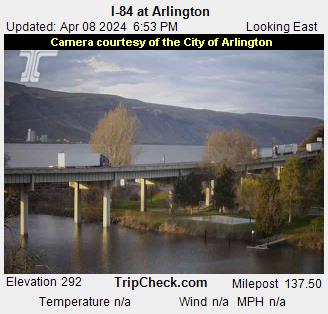 I-84 at Arlington
Updated: Apr 08 2024 6:53 PM Looking East
Camera courtesy of the City of Arlington
Elevation 292 TripCheck.com Milepost 137.50
Temperature n/a Wind n/a MPH n/a